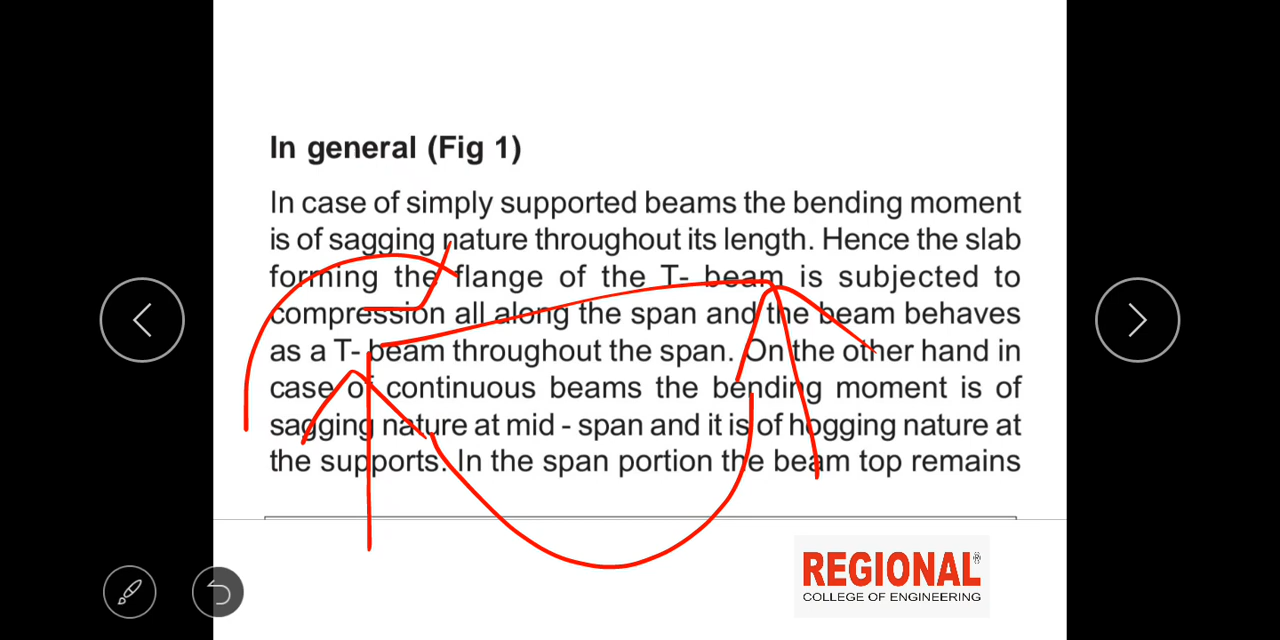 In general (Fig 1)
In case of simply supported beams the bending moment
is of sagging nature throughout its length. Hence the slab
forming the flange of the T- beam is subjected to
compression all along the span and the beam behaves
as a T- beam throughout the span. On the other hand in
case of continuous beams the bending moment is of
sagging nature at mid - span and it is of hogging nature at
the supports. In the span portion the beam top remains
REGIONAL®
COLLEGE OF ENGINEERING